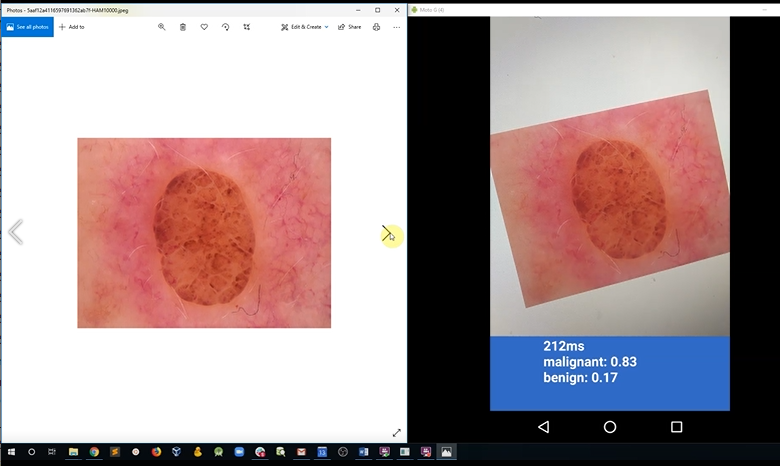 Photos - 5aaf12a4116597691362ab7f-HAM10000.jpeg
See all photos
Add to
Edit & Create
Share
Moto G (4)
212ms
malignant: 0.83
benign: 0.17